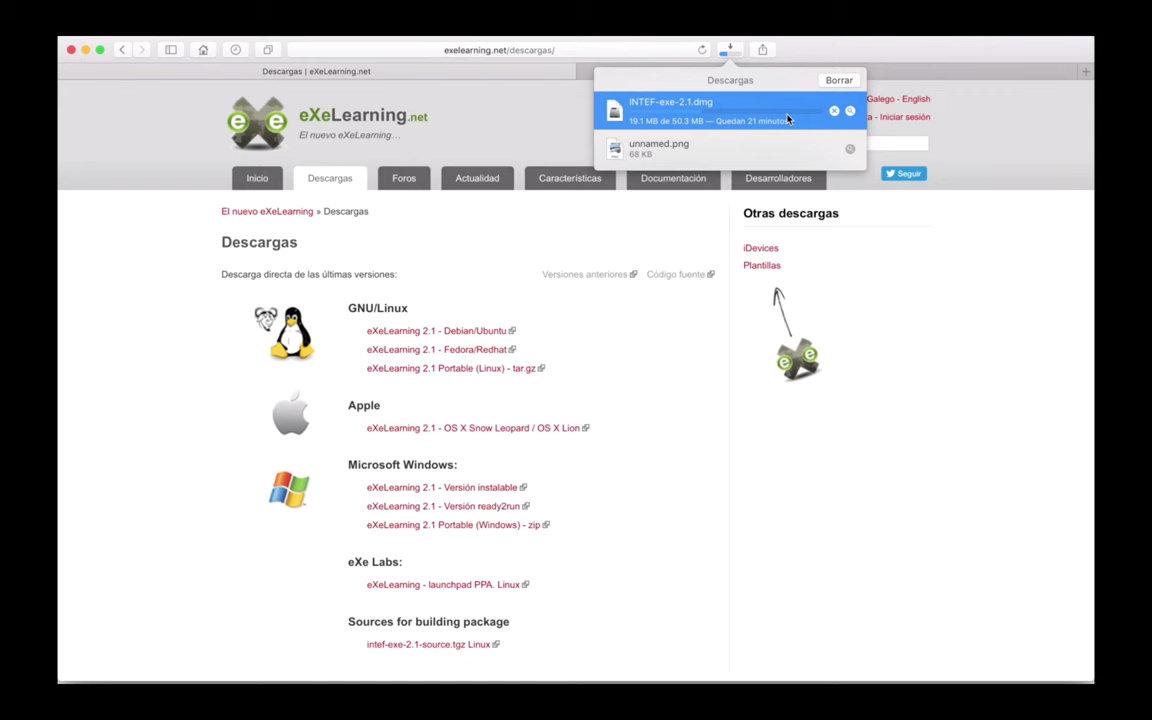 exelearning.net/descargas/
Descargas | eXeLearning.net
Descargas
Borrar
INTEF-exe-2.1.dmg
19.1 MB de 50.3 MB — Quedan 21 minutos
unnamed.png
68 KB
Galego - English
a - Iniciar sesión
eXeLearning.net
El nuevo eXeLearning…
Inicio
Descargas
Foros
Actualidad
Características
Documentación
Desarrolladores
Seguir
El nuevo eXeLearning » Descargas
Descargas
Descarga directa de las últimas versiones:
Versiones anteriores
Código fuente
GNU/Linux
eXeLearning 2.1 - Debian/Ubuntu
eXeLearning 2.1 - Fedora/Redhat
eXeLearning 2.1 Portable (Linux) - tar.gz
Apple
eXeLearning 2.1 - OS X Snow Leopard / OS X Lion
Microsoft Windows:
eXeLearning 2.1 - Versión instalable
eXeLearning 2.1 - Versión ready2run
eXeLearning 2.1 Portable (Windows) - zip
eXe Labs:
eXeLearning - launchpad PPA. Linux
Sources for building package
intef-exe-2.1-source.tgz Linux
Otras descargas
iDevices
Plantillas